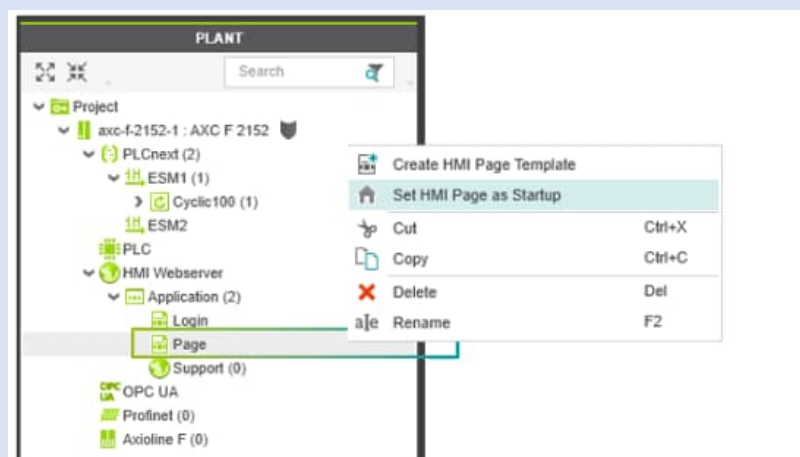 PLANT
Search
Project
axc-f-2152-1 : AXC F 2152
PLCnext (2)
ESM1 (1)
Cyclic100 (1)
ESM2
PLC
HMI Webserver
Application (2)
Login
Page
Support (0)
OPC UA OPC UA
Profinet (0)
Axioline F (0)
Create HMI Page Template
Set HMI Page as Startup
Cut Ctrl+X
Copy Ctrl+C
Delete Del
Rename F2